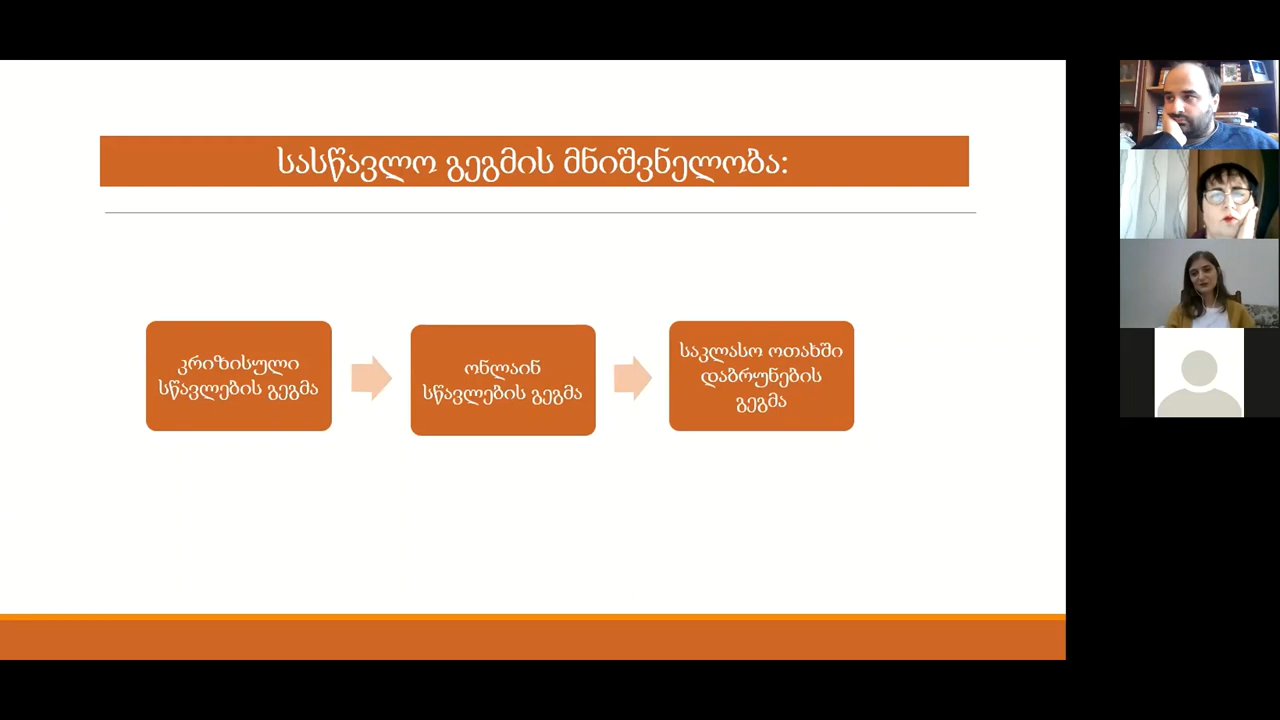 სასწავლო გეგმის მნიშვნელობა:
კრიზისული
სწავლების გეგმა
ონლაინ
სწავლების გეგმა
საკლასო ოთახში
დაბრუნების
გეგმა